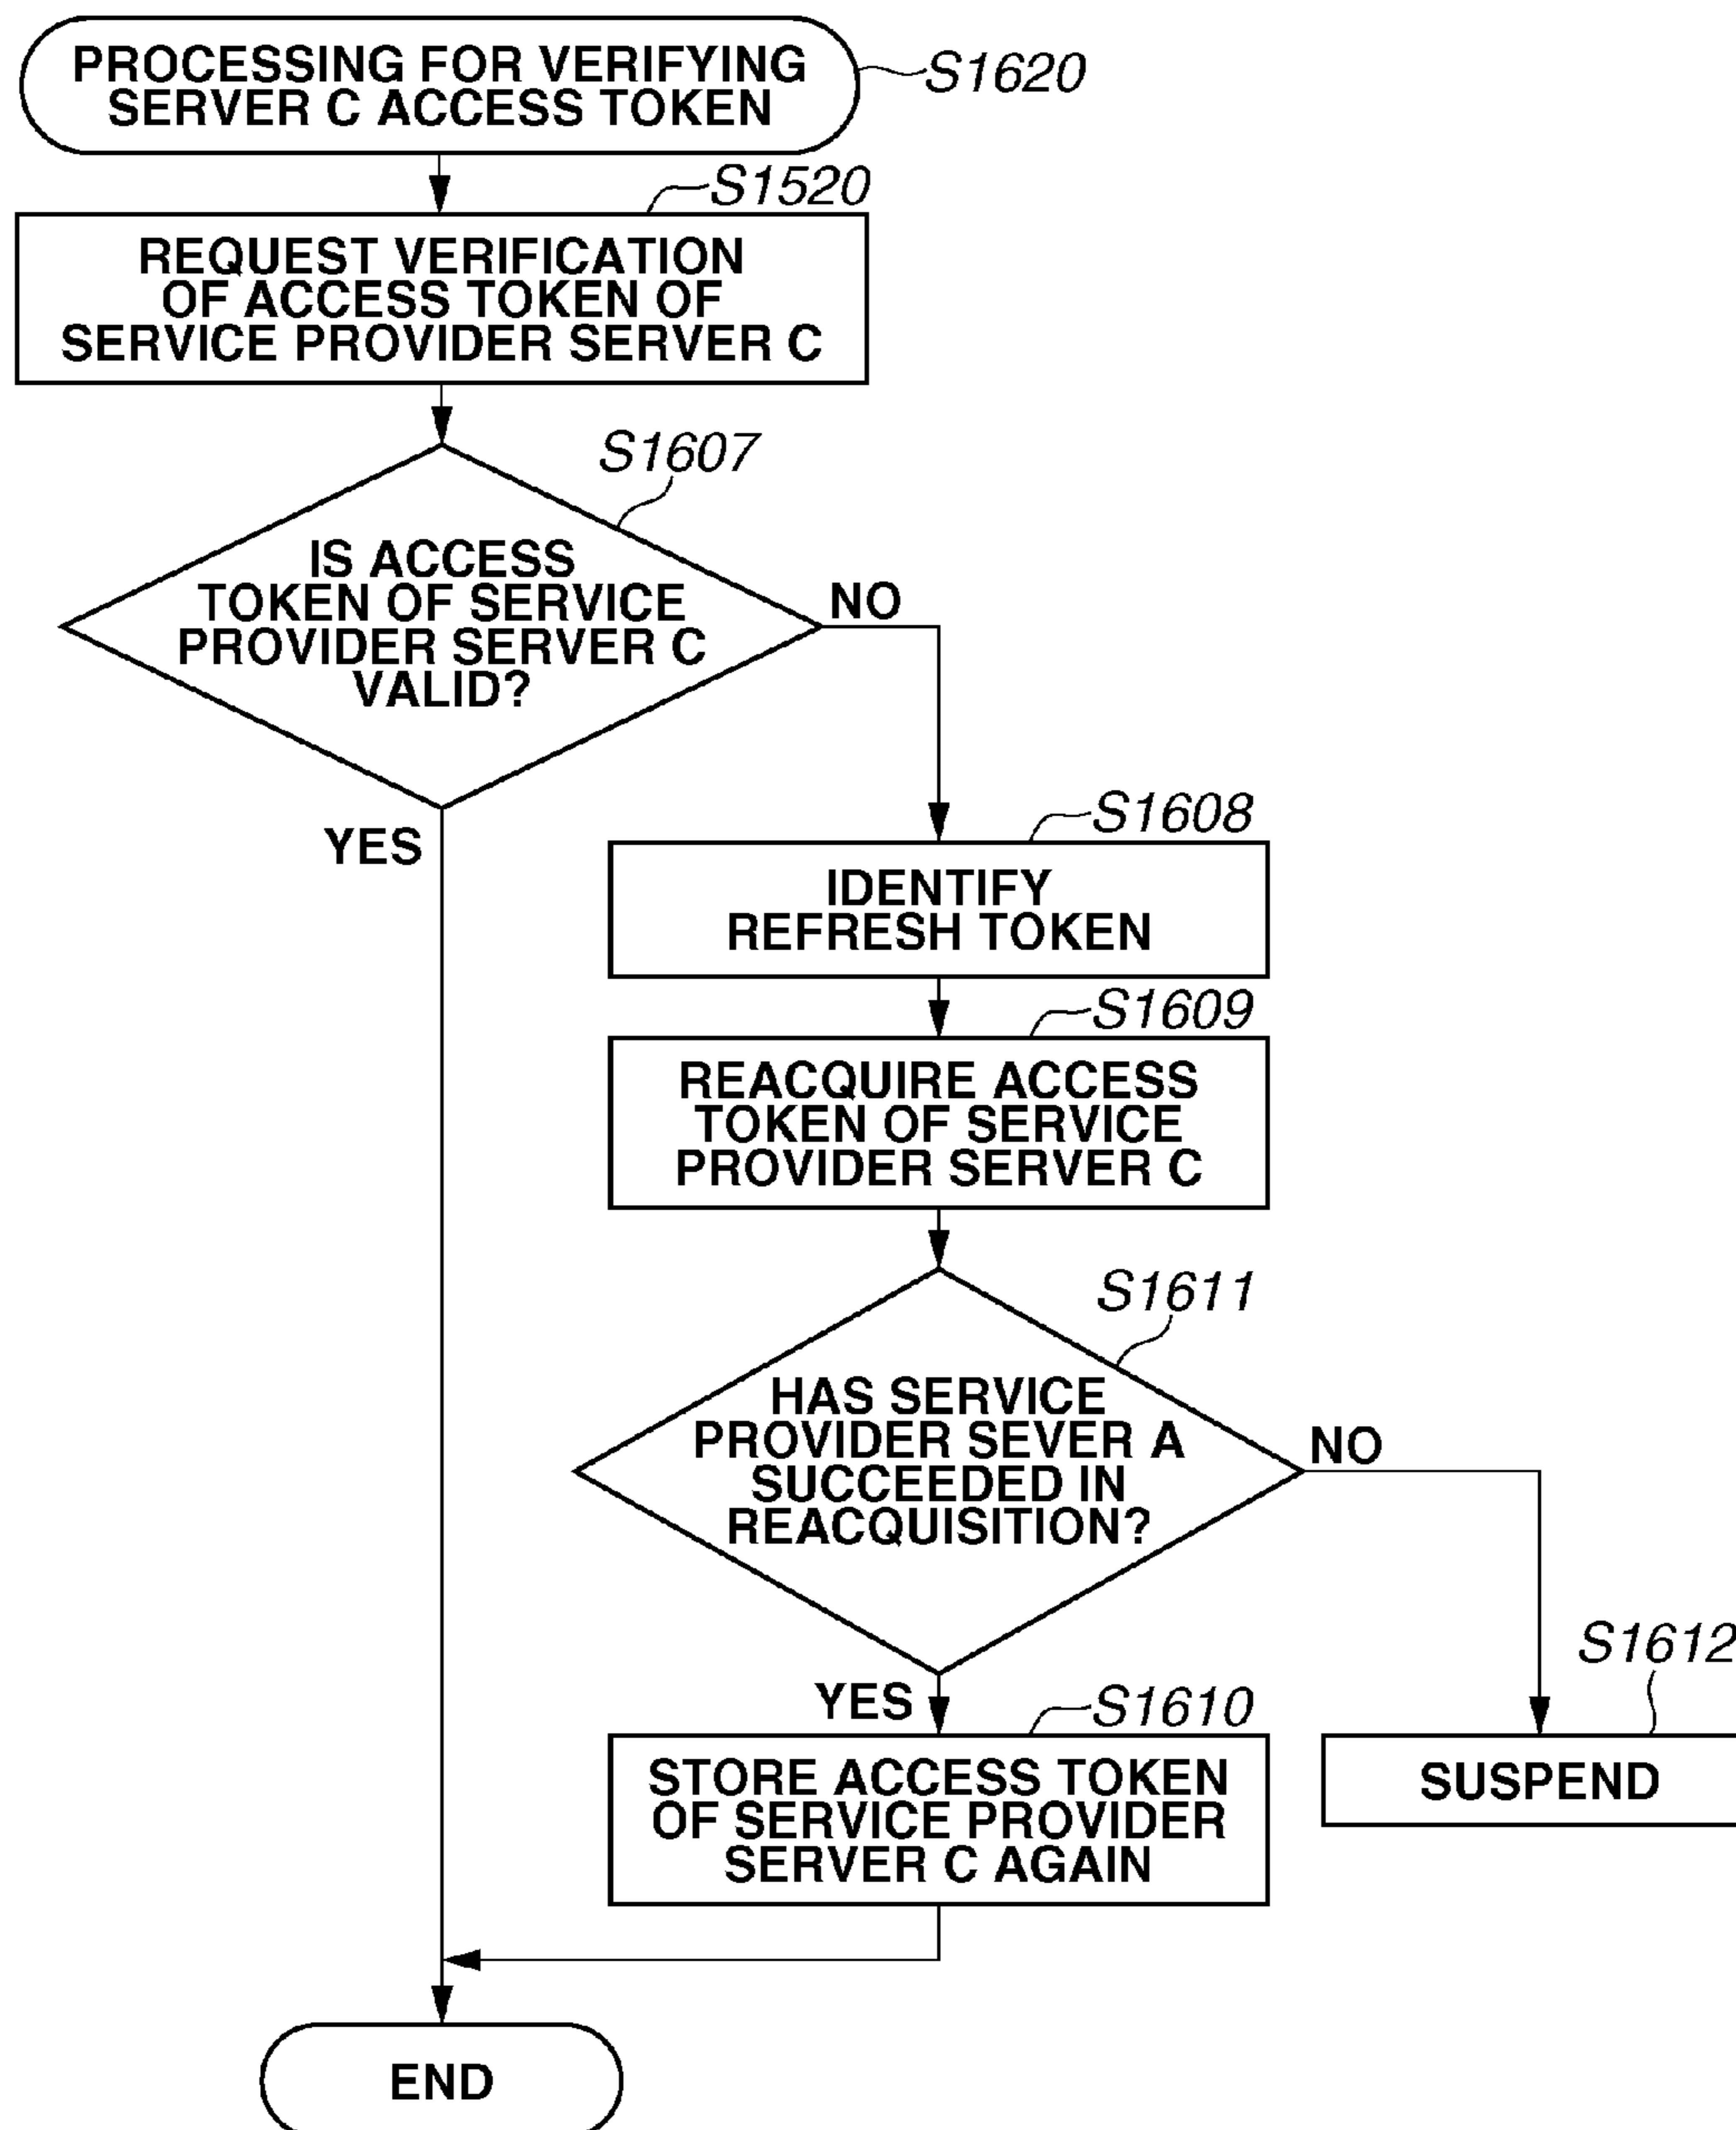 PROCESSING FOR VERIFYING
SERVER C ACCESS TOKEN
S1620
S1520
REQUEST VERIFICATION
OF ACCESS TOKEN OF
SERVICE PROVIDER SERVER C
S1607
IS ACCESS
TOKEN OF SERVICE
PROVIDER SERVER C
VALID?
NO
YES
S1608
IDENTIFY
REFRESH TOKEN
S1609
REACQUIRE ACCESS
TOKEN OF SERVICE
PROVIDER SERVER C
S1611
HAS SERVICE
PROVIDER SEVER A
SUCCEEDED IN
REACQUISITION?
NO
S1612
YES
S1610
STORE ACCESS TOKEN
OF SERVICE PROVIDER
SERVER C AGAIN
SUSPEND
END